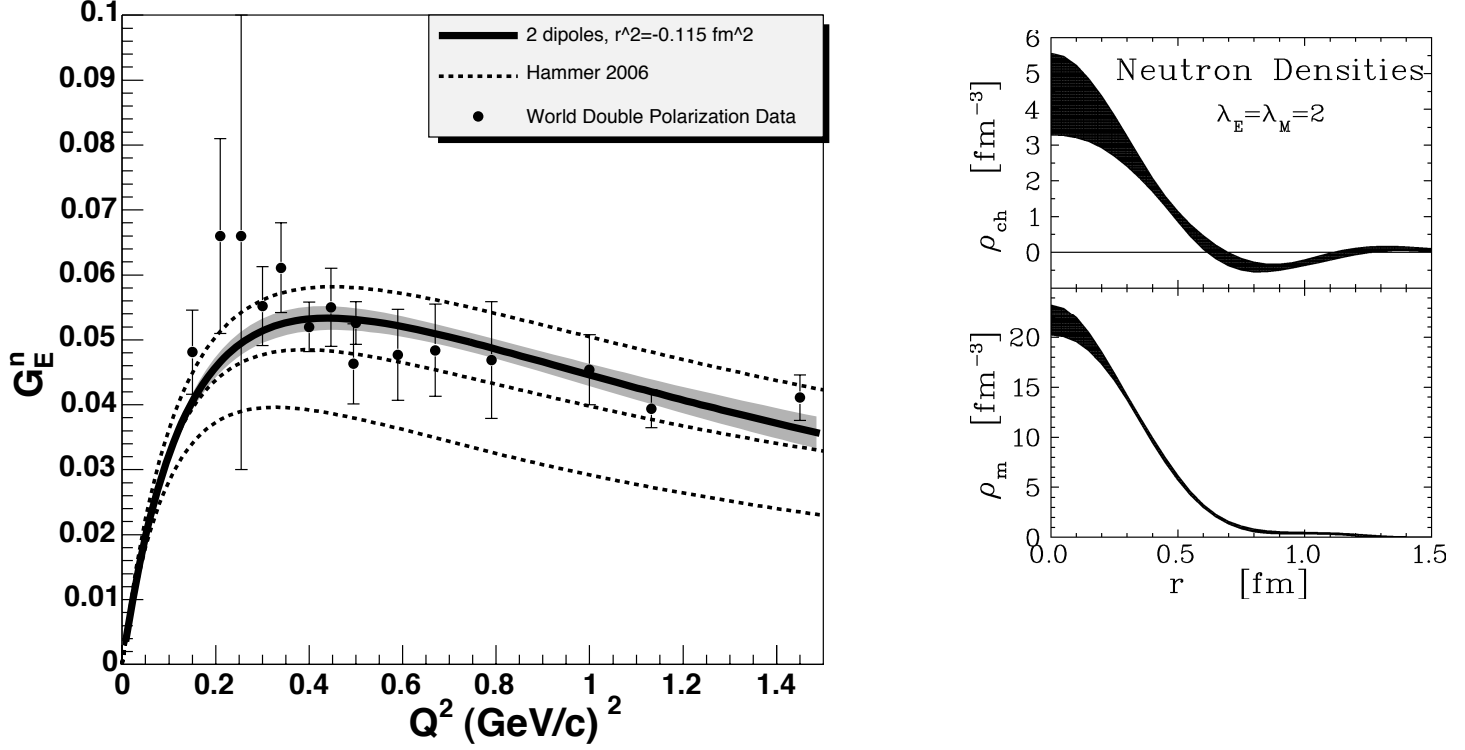 0.1
0.09
0.08
0.07
0.06
0.05
0.04
0.03
0.02
0.01
0
G_E^n
2 dipoles, r^2=-0.115 fm^2
Hammer 2006
World Double Polarization Data
0 0.2 0.4 0.6 0.8 1 1.2 1.4
Q² (GeV/c)²
6
5
4
3
2
1
0
ρ_ch [fm⁻³]
Neutron Densities
λ_E=λ_M=2
20
15
10
5
0
ρ_m [fm⁻³]
0.0 0.5 1.0 1.5
r [fm]